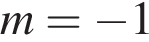 m = −1